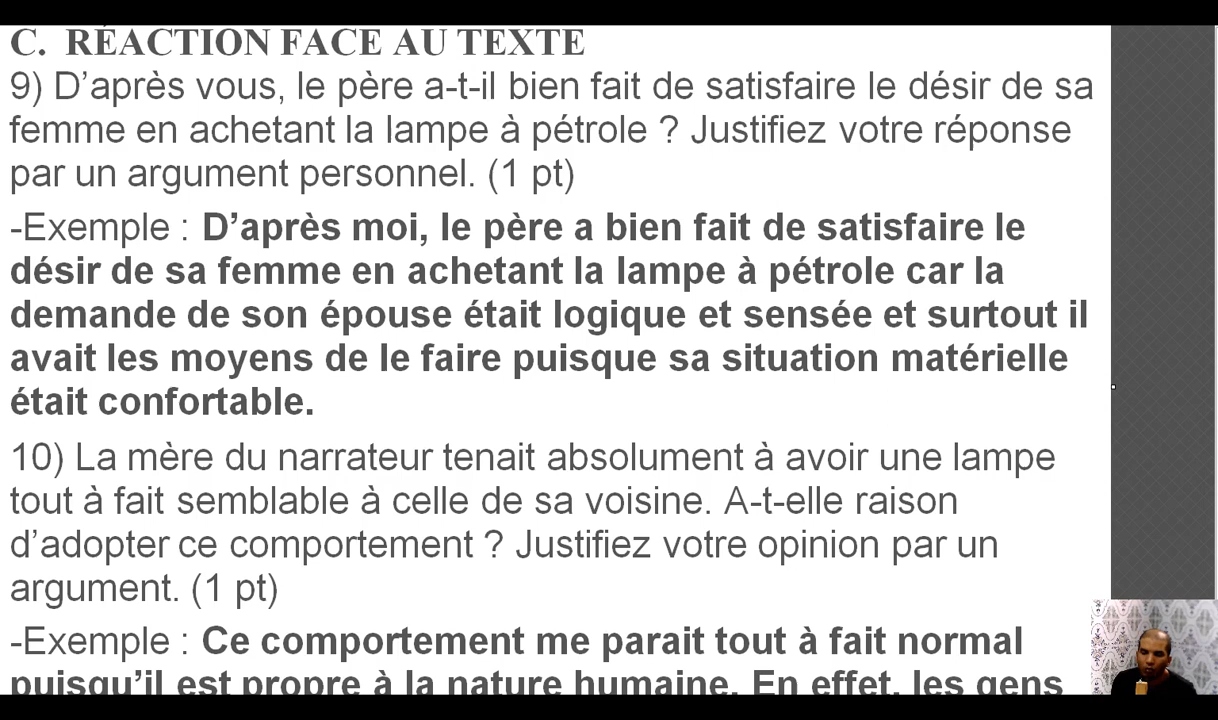 C. RÉACTION FACE AU TEXTE
9) D’après vous, le père a-t-il bien fait de satisfaire le désir de sa
femme en achetant la lampe à pétrole ? Justifiez votre réponse
par un argument personnel. (1 pt)
-Exemple : D’après moi, le père a bien fait de satisfaire le
désir de sa femme en achetant la lampe à pétrole car la
demande de son épouse était logique et sensée et surtout il
avait les moyens de le faire puisque sa situation matérielle
était confortable.
10) La mère du narrateur tenait absolument à avoir une lampe
tout à fait semblable à celle de sa voisine. A-t-elle raison
d’adopter ce comportement ? Justifiez votre opinion par un
argument. (1 pt)
-Exemple : Ce comportement me parait tout à fait normal
puisqu’il est propre à la nature humaine. En effet, les gens